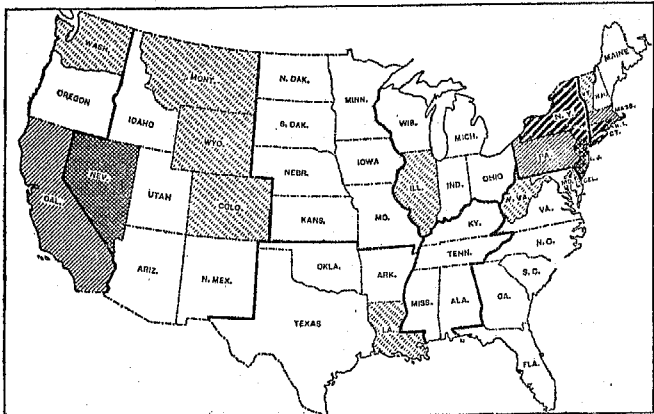 WASH.
MONT.
N. DAK.
MINN.
MAINE
OREGON
IDAHO
WYO.
S. DAK.
WIS.
MICH.
N.Y.
VT.
N.H.
MASS.
R.I.
CT.
NEV.
CAL.
UTAH
COLO.
NEBR.
IOWA
ILL.
IND.
OHIO
PA.
N.J.
DEL.
MD.
W. VA.
VA.
KANS.
MO.
KY.
N.C.
TENN.
ARIZ.
N. MEX.
OKLA.
ARK.
S. C.
MISS.
ALA.
GA.
TEXAS
LA.
FLA.